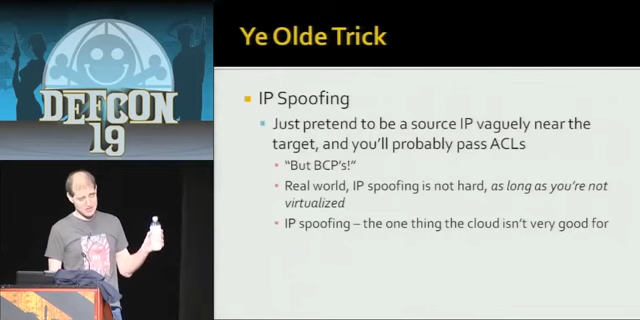 Ye Olde Trick
DEFCON
19
IP Spoofing
Just pretend to be a source IP vaguely near the
target, and you'll probably pass ACLs
"But BCP's!"
Real world, IP spoofing is not hard, as long as you're not
virtualized
IP spoofing – the one thing the cloud isn't very good for